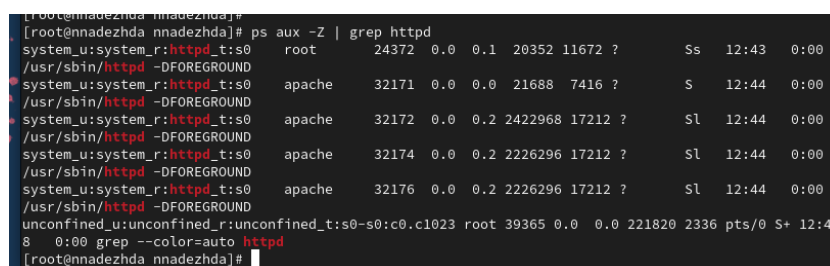 [root@nnadezhda nnadezhda]#
[root@nnadezhda nnadezhda]# ps aux -Z | grep httpd
system_u:system_r:httpd_t:s0    root       24372  0.0  0.1  20352 11672 ?        Ss   12:43   0:00
/usr/sbin/httpd -DFOREGROUND
system_u:system_r:httpd_t:s0    apache     32171  0.0  0.0  21688  7416 ?        S    12:44   0:00
/usr/sbin/httpd -DFOREGROUND
system_u:system_r:httpd_t:s0    apache     32172  0.0  0.2 2422968 17212 ?       Sl   12:44   0:00
/usr/sbin/httpd -DFOREGROUND
system_u:system_r:httpd_t:s0    apache     32174  0.0  0.2 2226296 17212 ?       Sl   12:44   0:00
/usr/sbin/httpd -DFOREGROUND
system_u:system_r:httpd_t:s0    apache     32176  0.0  0.2 2226296 17212 ?       Sl   12:44   0:00
/usr/sbin/httpd -DFOREGROUND
unconfined_u:unconfined_r:unconfined_t:s0-s0:c0.c1023 root 39365 0.0  0.0 221820 2336 pts/0 S+ 12:4
8   0:00 grep --color=auto httpd
[root@nnadezhda nnadezhda]#